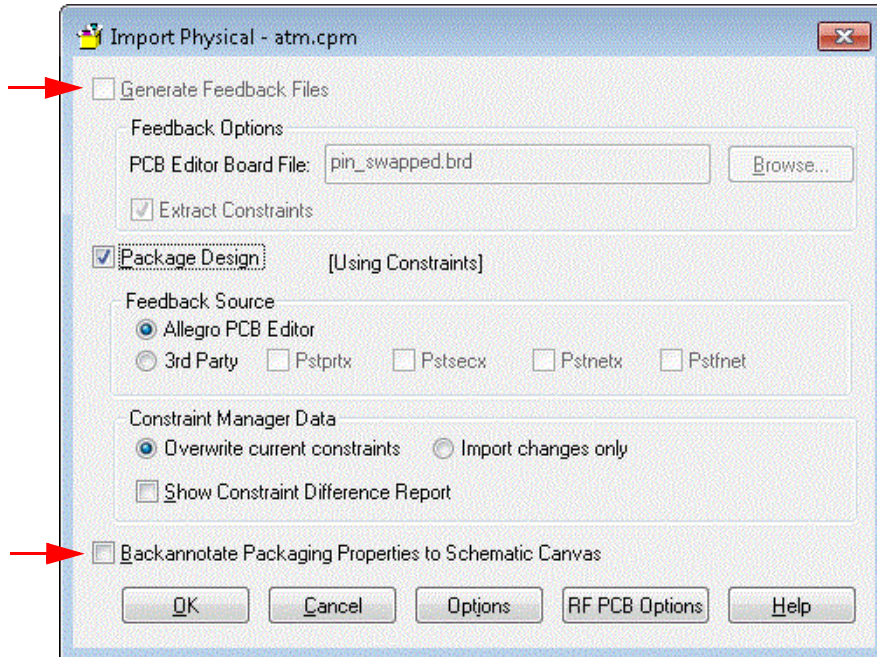 Import Physical - atm.cpm
Generate Feedback Files
Feedback Options
PCB Editor Board File: pin_swapped.brd Browse...
Extract Constraints
Package Design [Using Constraints]
Feedback Source
Allegro PCB Editor
3rd Party Pstprtx Pstsecx Pstnetx Pstfnet
Constraint Manager Data
Overwrite current constraints Import changes only
Show Constraint Difference Report
Backannotate Packaging Properties to Schematic Canvas
OK Cancel Options RF PCB Options Help